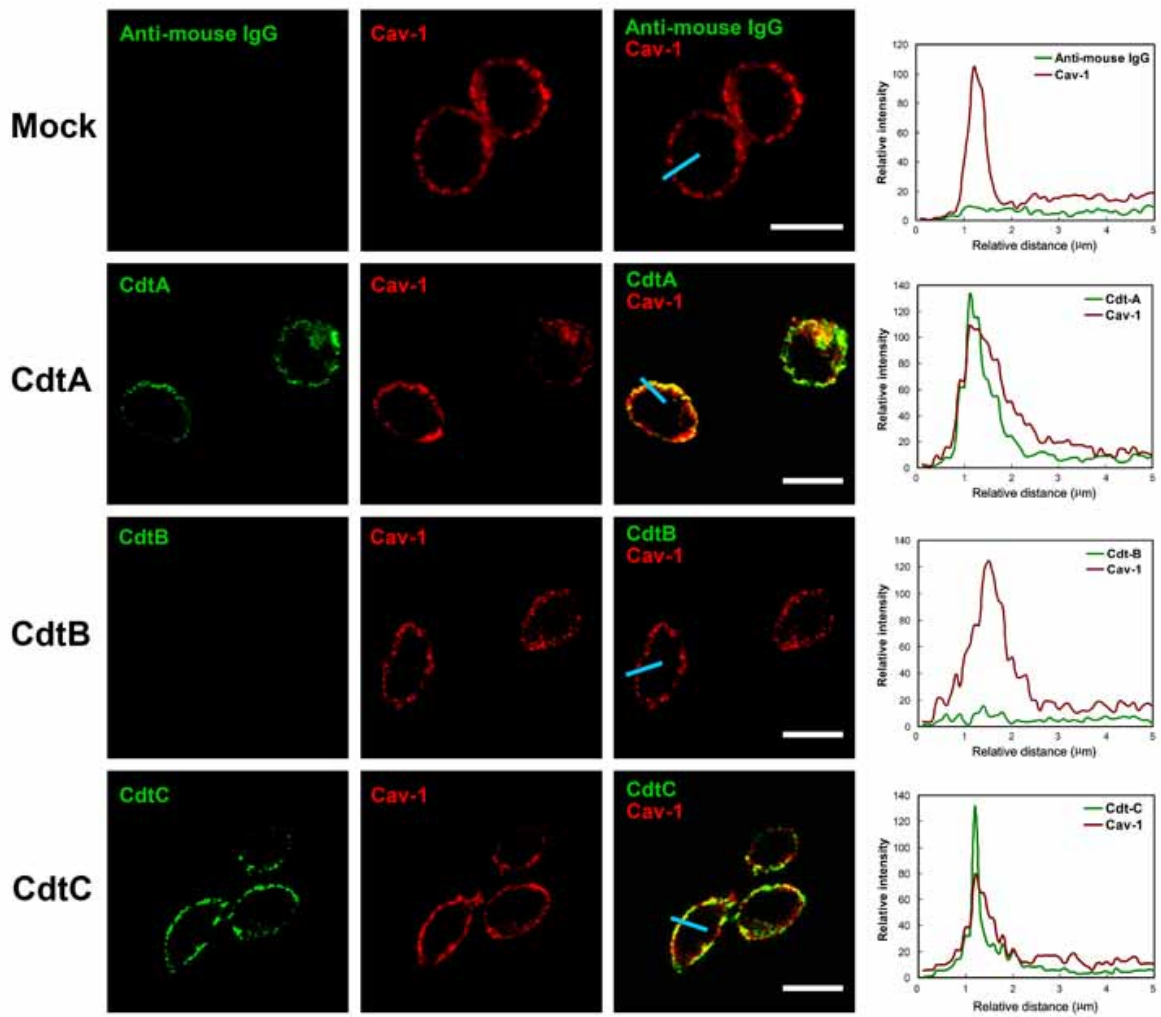 Mock
Anti-mouse IgG
Cav-1
Anti-mouse IgG
Cav-1
Relative intensity
120
100
80
60
40
20
0
Anti-mouse IgG
Cav-1
0 1 2 3 4 5
Relative distance (μm)
CdtA
CdtA
Cav-1
CdtA
Cav-1
Relative intensity
140
120
100
80
60
40
20
0
Cdt-A
Cav-1
0 1 2 3 4 5
Relative distance (μm)
CdtB
CdtB
Cav-1
CdtB
Cav-1
Relative intensity
140
120
100
80
60
40
20
0
Cdt-B
Cav-1
0 1 2 3 4 5
Relative distance (μm)
CdtC
CdtC
Cav-1
CdtC
Cav-1
Relative intensity
140
120
100
80
60
40
20
0
Cdt-C
Cav-1
0 1 2 3 4 5
Relative distance (μm)